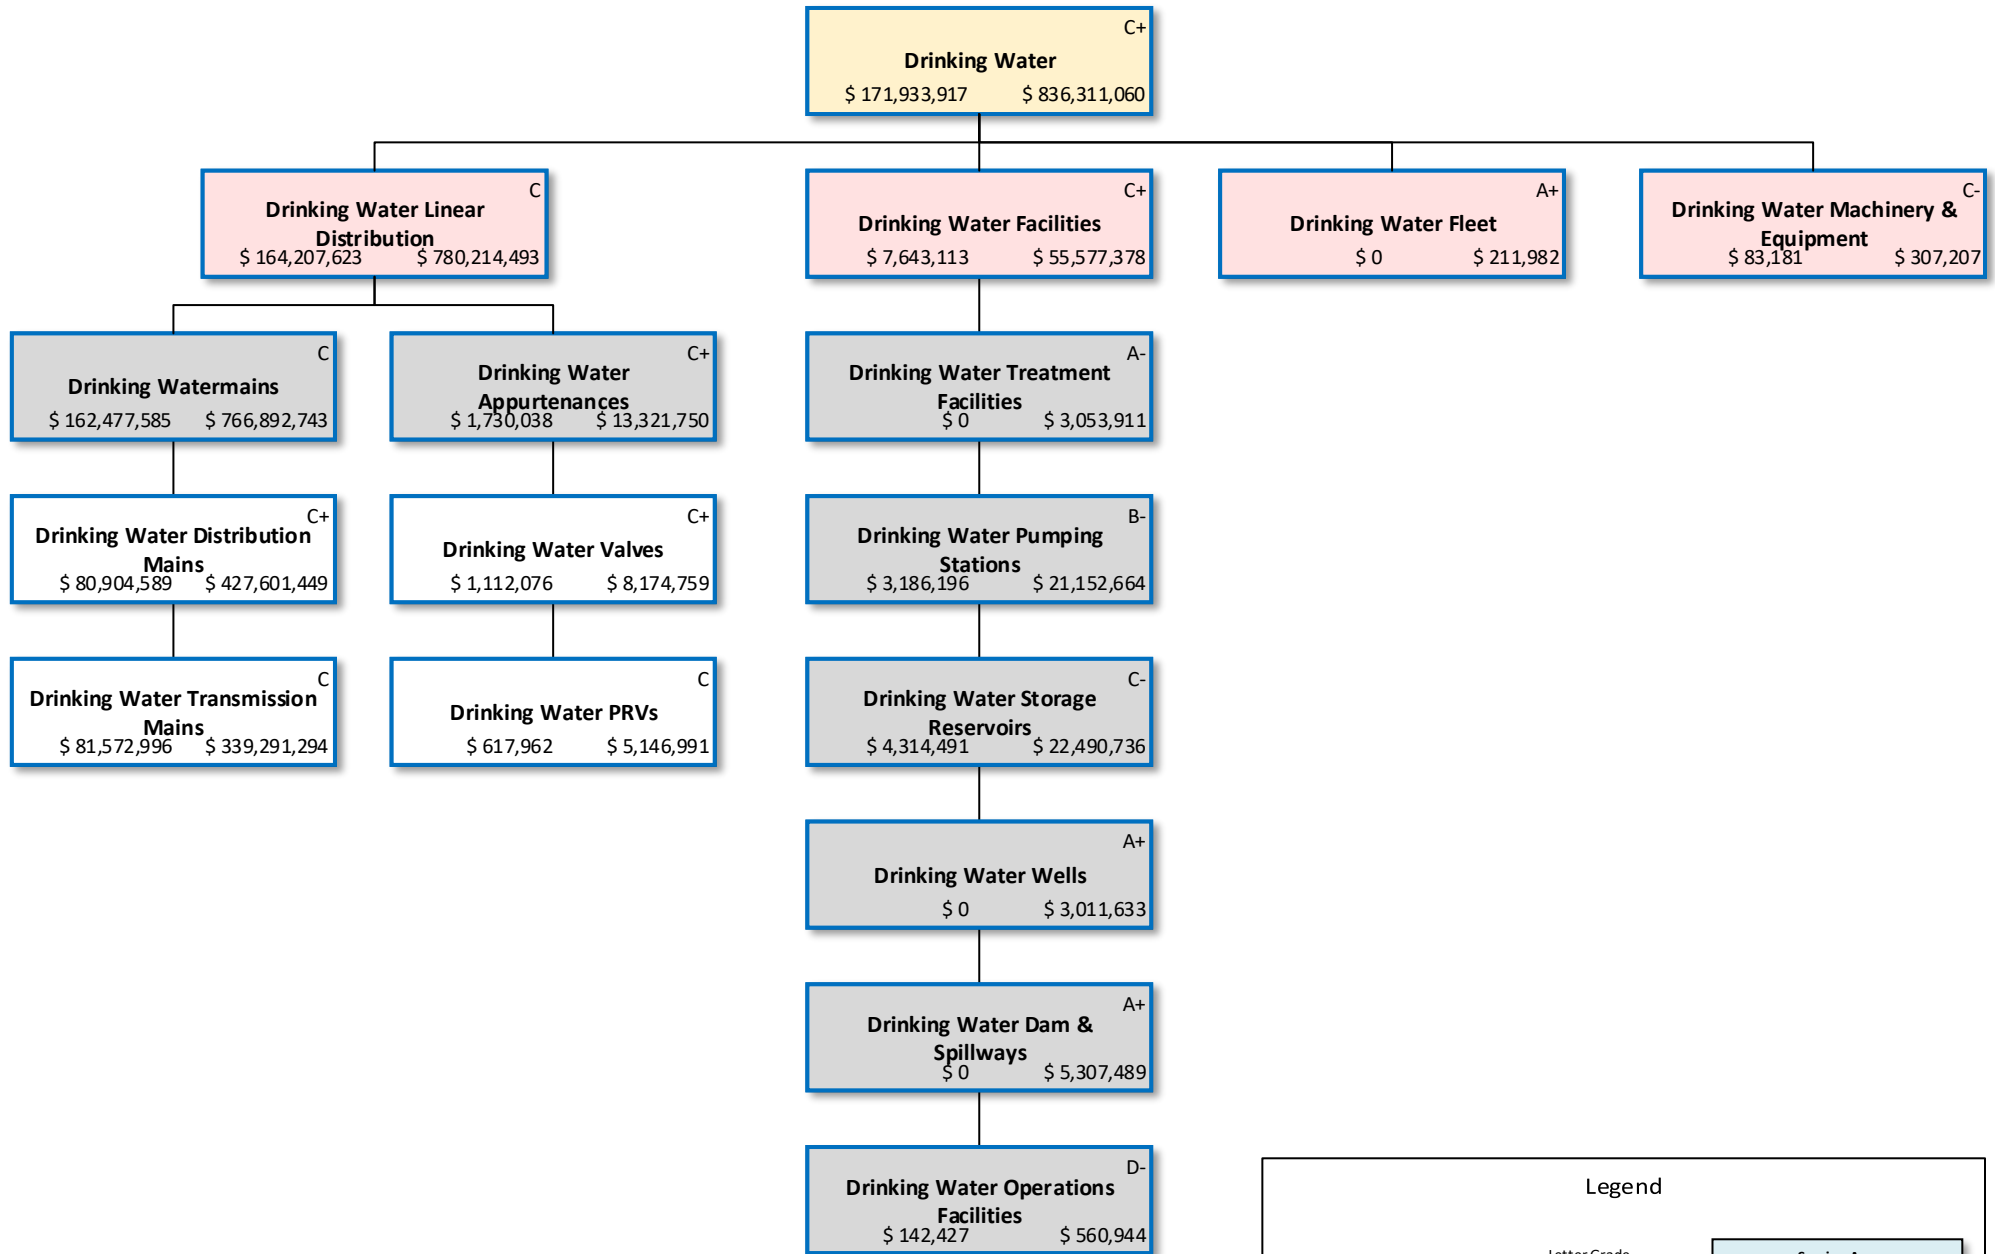 C+
Drinking Water
$ 171,933,917 $ 836,311,060
C
Drinking Water Linear
Distribution
$ 164,207,623 $ 780,214,493
C+
Drinking Water Facilities
$ 7,643,113 $ 55,577,378
A+
Drinking Water Fleet
$ 0 $ 211,982
C-
Drinking Water Machinery &
Equipment
$ 83,181 $ 307,207
C
Drinking Watermains
$ 162,477,585 $ 766,892,743
C+
Drinking Water
Appurtenances
$ 1,730,038 $ 13,321,750
A-
Drinking Water Treatment
Facilities
$ 0 $ 3,053,911
C+
Drinking Water Distribution
Mains
$ 80,904,589 $ 427,601,449
C+
Drinking Water Valves
$ 1,112,076 $ 8,174,759
B-
Drinking Water Pumping
Stations
$ 3,186,196 $ 21,152,664
C
Drinking Water Transmission
Mains
$ 81,572,996 $ 339,291,294
C
Drinking Water PRVs
$ 617,962 $ 5,146,991
C-
Drinking Water Storage
Reservoirs
$ 4,314,491 $ 22,490,736
A+
Drinking Water Wells
$ 0 $ 3,011,633
A+
Drinking Water Dam &
Spillways
$ 0 $ 5,307,489
D-
Drinking Water Operations
Facilities
$ 142,427 $ 560,944
Legend
Letter Grade